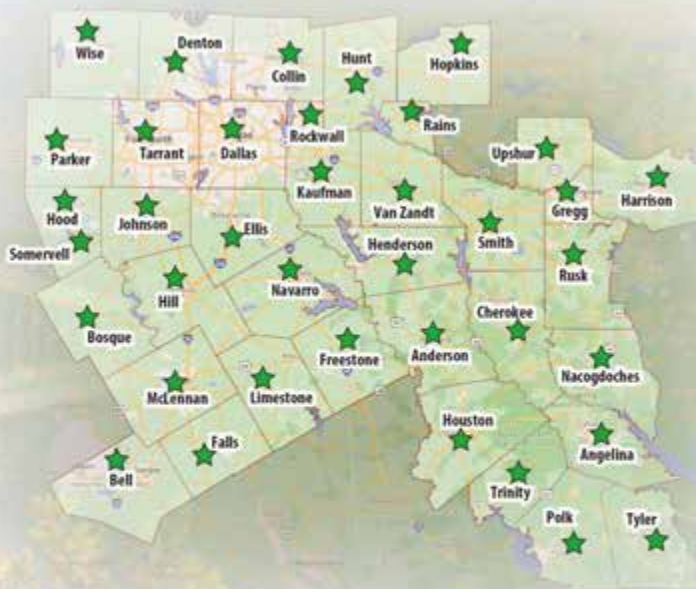 Wise
Denton
Collin
Hunt
Hopkins
Parker
Tarrant
Dallas
Rockwall
Rains
Upshur
Harrison
Gregg
Kaufman
Van Zandt
Smith
Hood
Johnson
Ellis
Henderson
Rusk
Somervell
Hill
Navarro
Cherokee
Bosque
Freestone
Anderson
Nacogdoches
McLennan
Limestone
Houston
Angelina
Bell
Falls
Trinity
Polk
Tyler